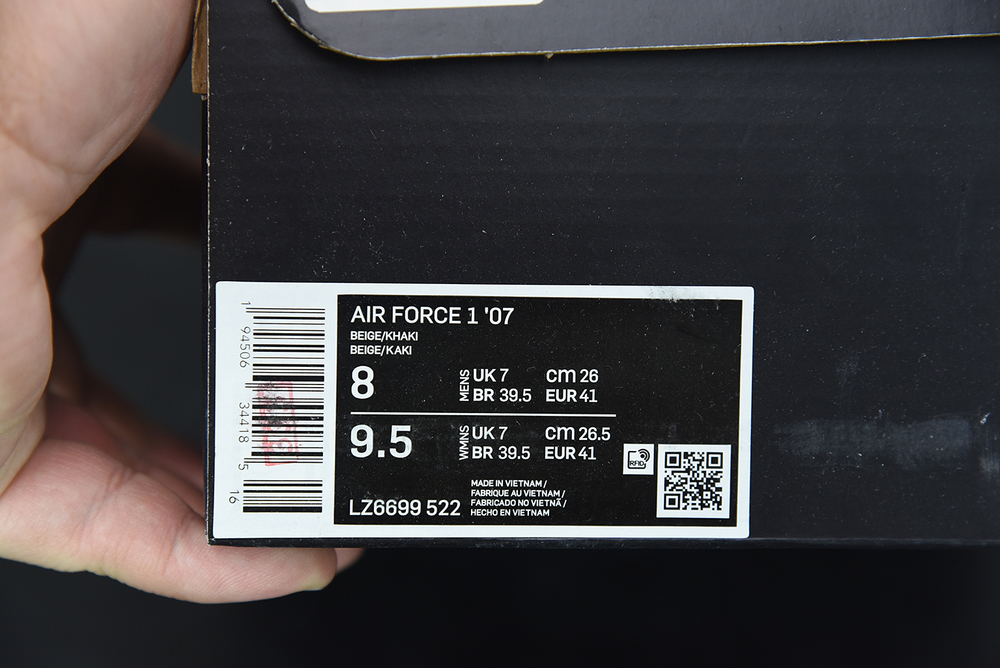 AIR FORCE 1 '07
BEIGE/KHAKI
BEIGE/KAKI
8 MENS UK 7 cm 26
BR 39.5 EUR 41
9.5 WMNS UK 7 cm 26.5
BR 39.5 EUR 41
RFID
MADE IN VIETNAM /
FABRIQUE AU VIETNAM /
FABRICADO NO VIETNÃ /
HECHO EN VIETNAM
LZ6699 522
1 94506 34418 5
16